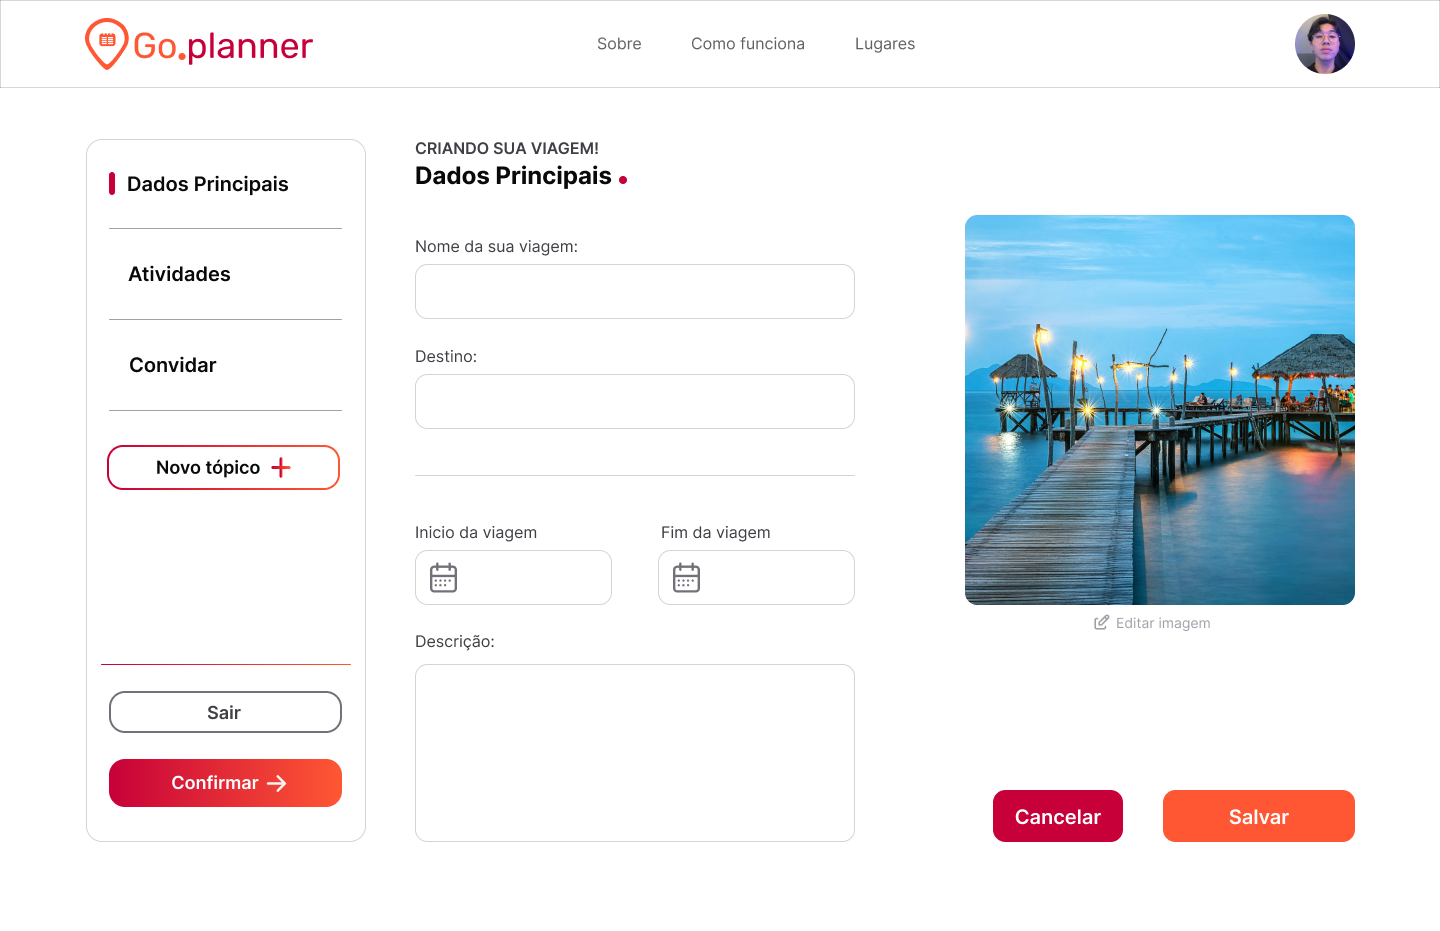 Go.planner
Sobre
Como funciona
Lugares
Dados Principais
Atividades
Convidar
Novo tópico
Sair
Confirmar
CRIANDO SUA VIAGEM!
Dados Principais
Nome da sua viagem:
Destino:
Inicio da viagem
Fim da viagem
Descrição:
Editar imagem
Cancelar
Salvar